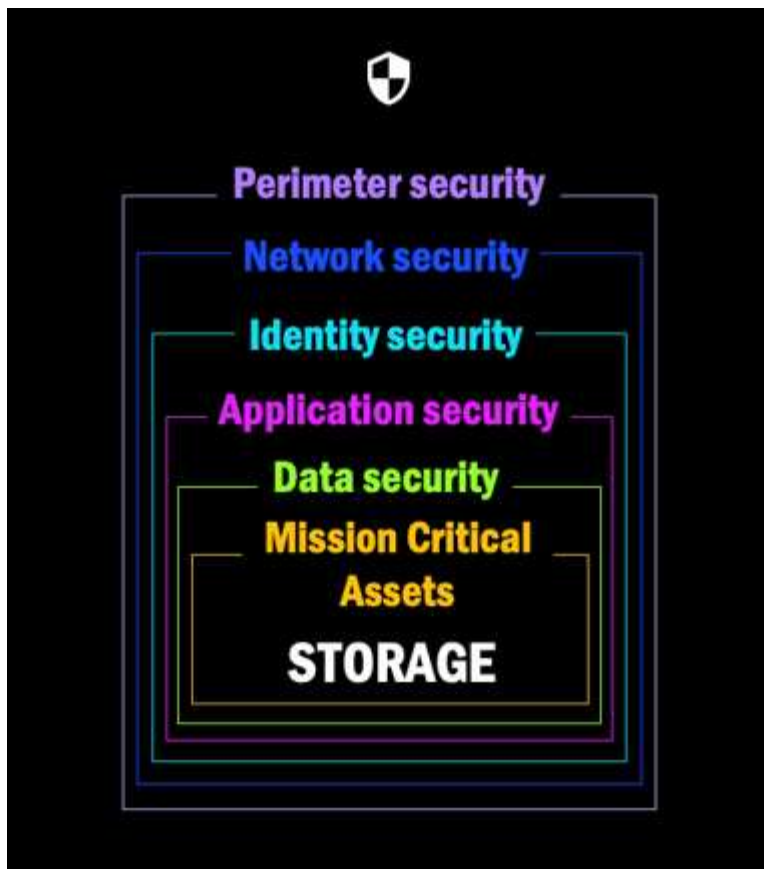 Perimeter security
Network security
Identity security
Application security
Data security
Mission Critical
Assets
STORAGE